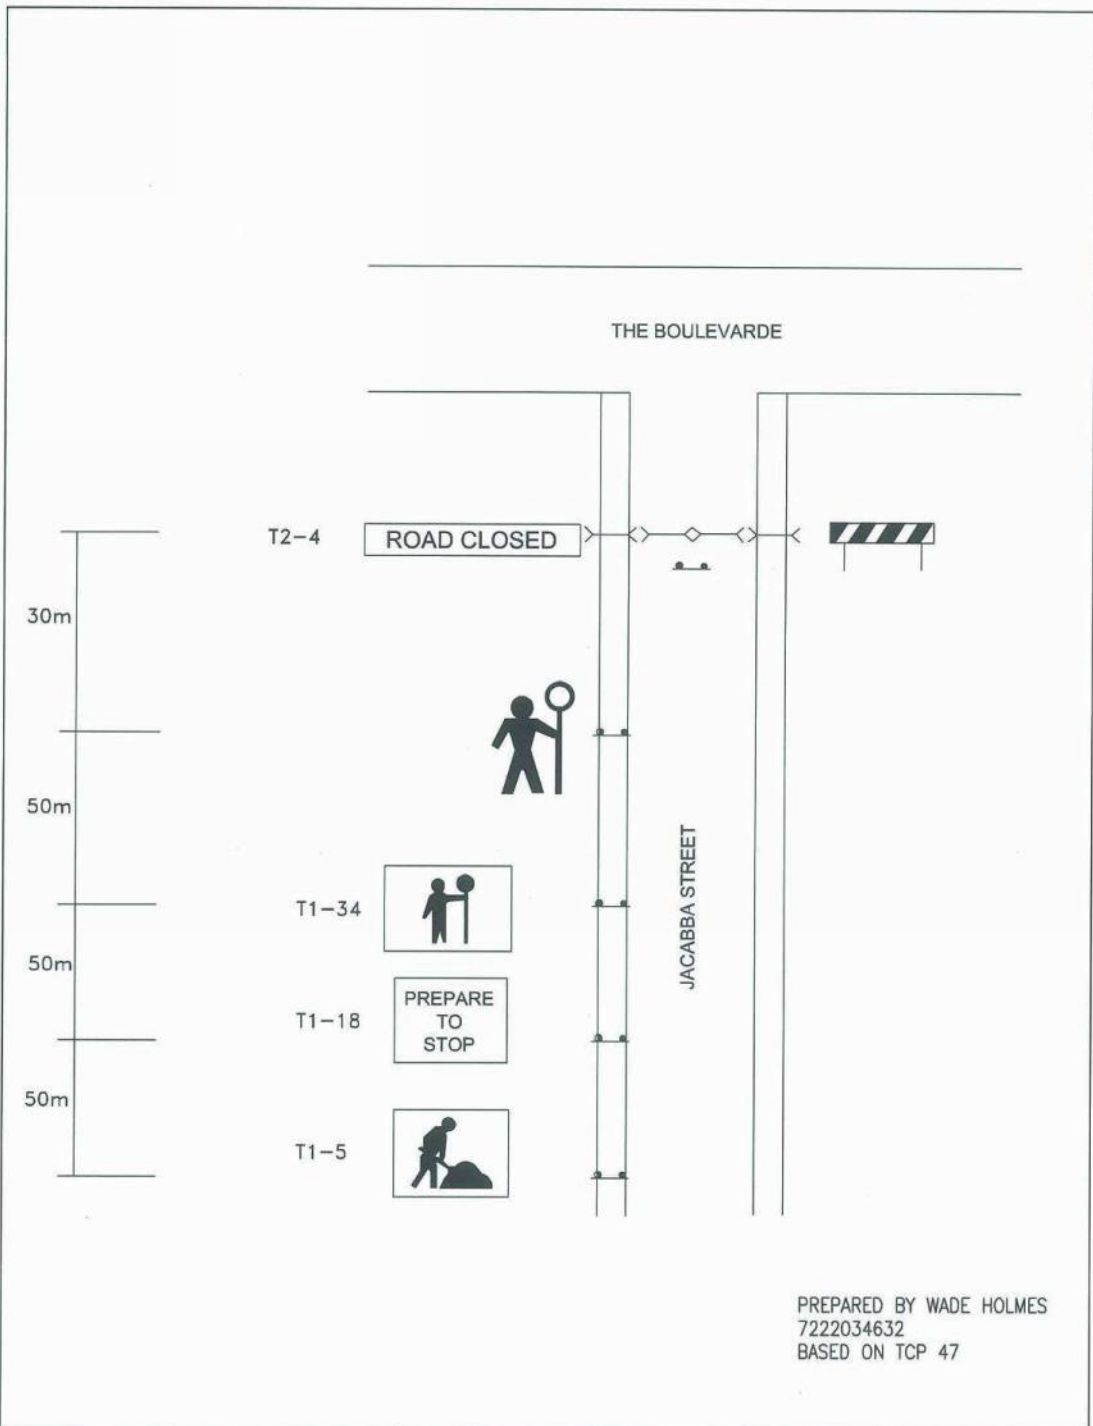 THE BOULEVARDE
T2-4
ROAD CLOSED
30m
50m
JACABBA STREET
T1-34
50m
T1-18
PREPARE
TO
STOP
50m
T1-5
PREPARED BY WADE HOLMES
7222034632
BASED ON TCP 47